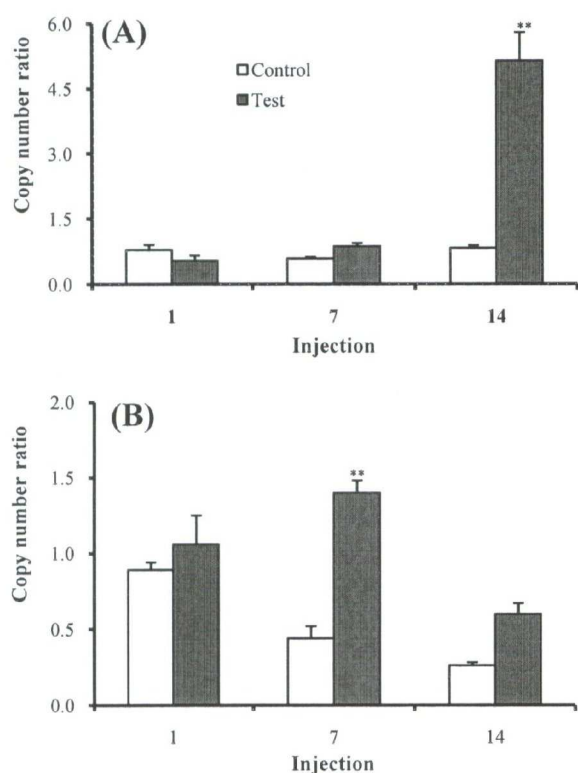 (A)
Copy number ratio
6.0
4.5
3.0
1.5
0.0
Control
Test
**
1 7 14
Injection
(B)
Copy number ratio
2.0
1.5
1.0
0.5
0.0
**
1 7 14
Injection